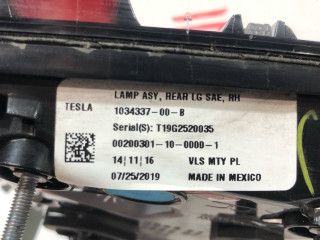 LAMP ASY, REAR LG SAE, RH
TESLA 1034337-00-B
Serial(S): T19G2520035
00200301-10-0000-1
14|11|16 VLS MTY PL
07/25/2019 MADE IN MEXICO